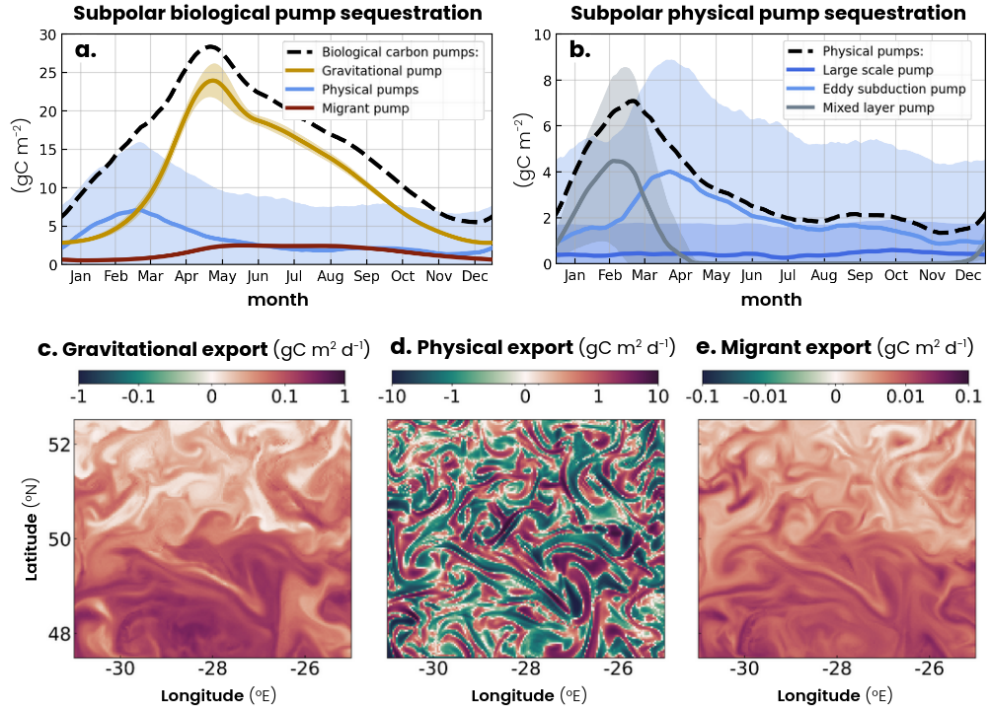 Subpolar biological pump sequestration
a.
30
25
20
15
10
5
0
(gC m⁻²)
Biological carbon pumps:
Gravitational pump
Physical pumps
Migrant pump
Jan Feb Mar Apr May Jun Jul Aug Sep Oct Nov Dec
month
Subpolar physical pump sequestration
b.
10
8
6
4
2
0
(gC m⁻²)
Physical pumps:
Large scale pump
Eddy subduction pump
Mixed layer pump
Jan Feb Mar Apr May Jun Jul Aug Sep Oct Nov Dec
month
c. Gravitational export (gC m² d⁻¹)
-1 -0.1 0 0.1 1
52
50
48
Latitude (ºN)
-30 -28 -26
Longitude (ºE)
d. Physical export (gC m² d⁻¹)
-10 -1 0 1 10
-30 -28 -26
Longitude (ºE)
e. Migrant export (gC m² d⁻¹)
-0.1 -0.01 0 0.01 0.1
-30 -28 -26
Longitude (ºE)